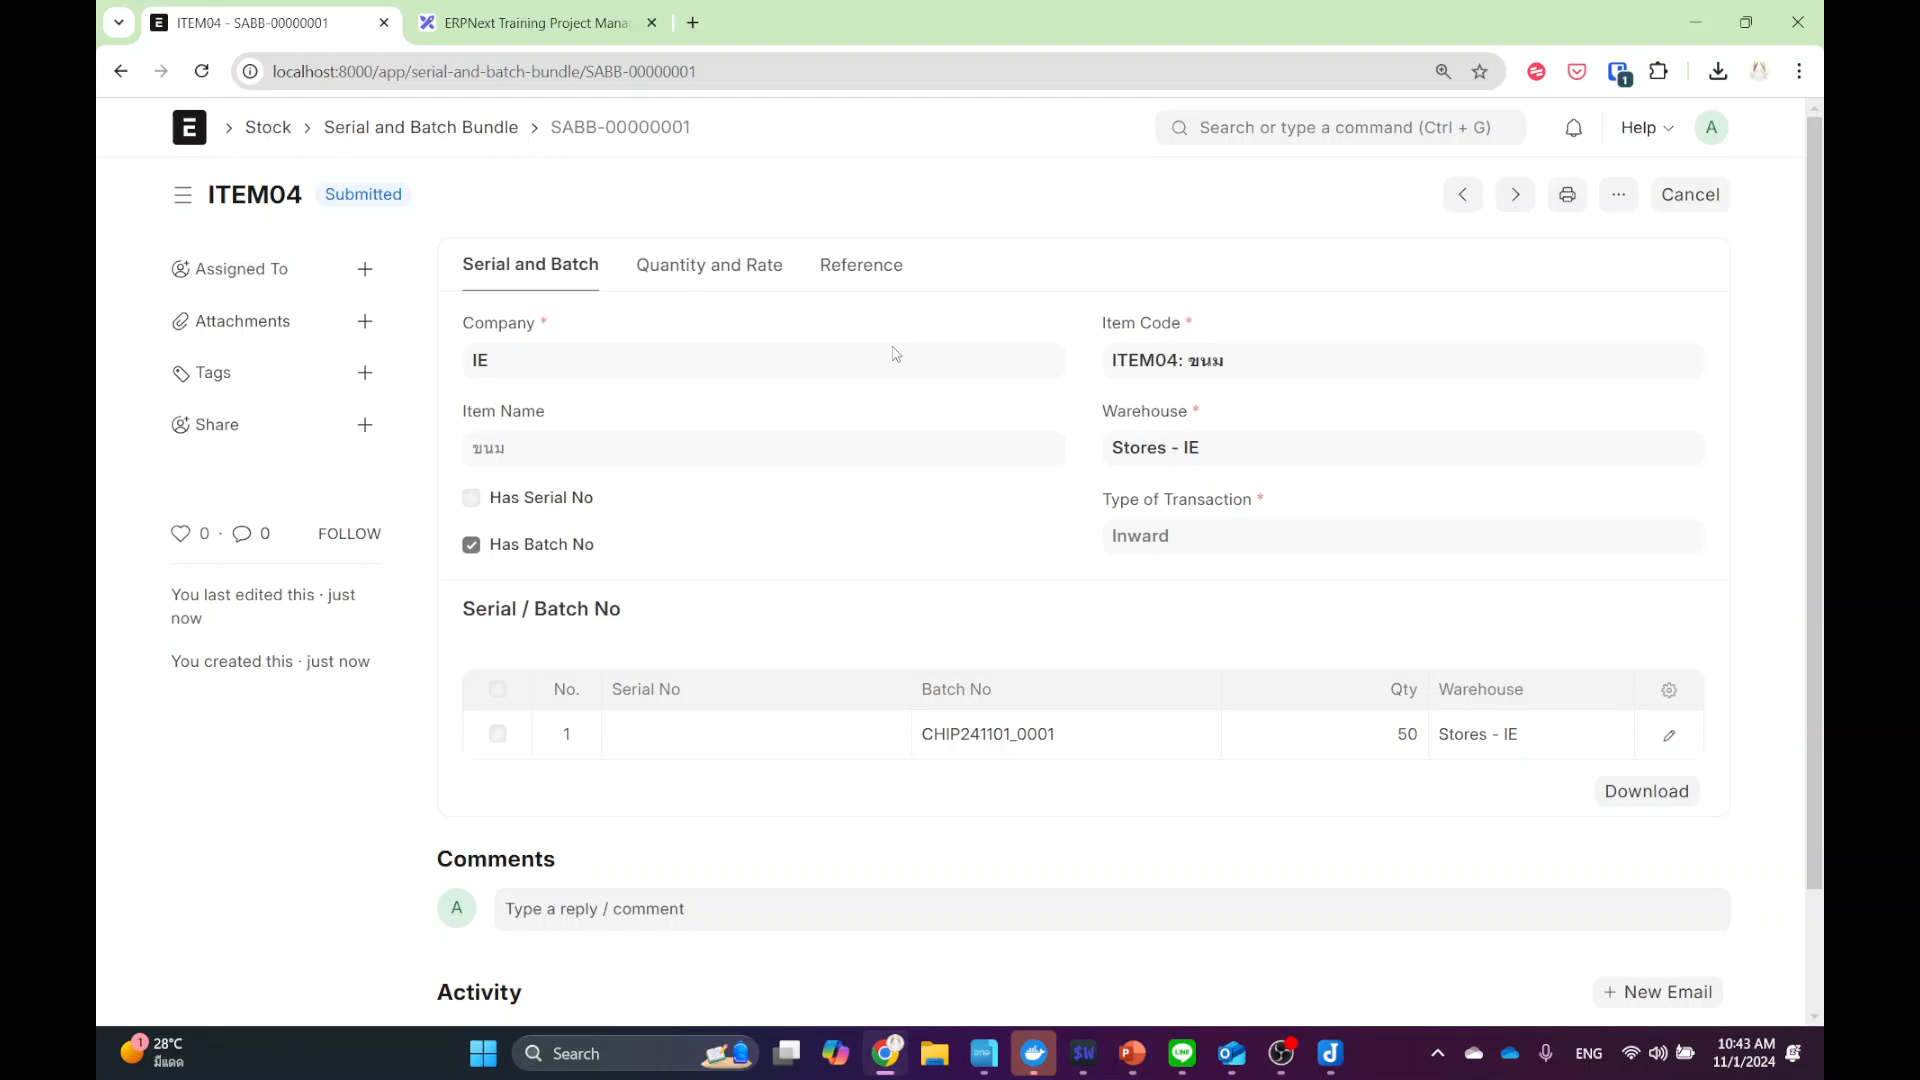 ITEM04 - SABB-00000001
ERPNext Training Project Mana
localhost:8000/app/serial-and-batch-bundle/SABB-00000001
1
E
Stock
Serial and Batch Bundle
SABB-00000001
Search or type a command (Ctrl + G)
Help
A
ITEM04
Submitted
Cancel
Assigned To
Attachments
Tags
Share
0 · 0
FOLLOW
You last edited this · just
now
You created this · just now
Serial and Batch
Quantity and Rate
Reference
Company *
IE
Item Code *
ITEM04: ขนม
Item Name
ขนม
Warehouse *
Stores - IE
Has Serial No
Has Batch No
Type of Transaction *
Inward
Serial / Batch No
No. Serial No Batch No Qty Warehouse
1 CHIP241101_0001 50 Stores - IE
Download
Comments
A
Type a reply / comment
Activity
+ New Email
1
28°C
มีแดด
Search
ENG
10:43 AM
11/1/2024